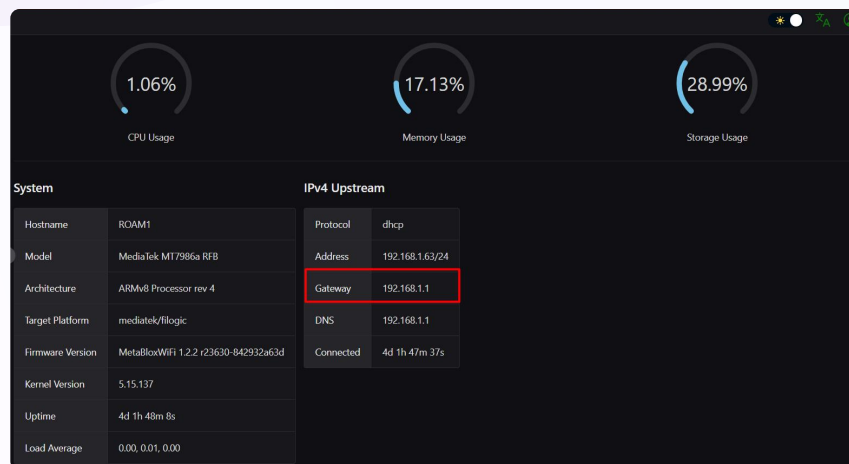 1.06%
17.13%
28.99%
CPU Usage
Memory Usage
Storage Usage
System
Hostname ROAM1
Model MediaTek MT7986a RFB
Architecture ARMv8 Processor rev 4
Target Platform mediatek/filogic
Firmware Version MetaBloxWiFi 1.2.2 r23630-842932a63d
Kernel Version 5.15.137
Uptime 4d 1h 48m 8s
Load Average 0.00, 0.01, 0.00
IPv4 Upstream
Protocol dhcp
Address 192.168.1.63/24
Gateway 192.168.1.1
DNS 192.168.1.1
Connected 4d 1h 47m 37s